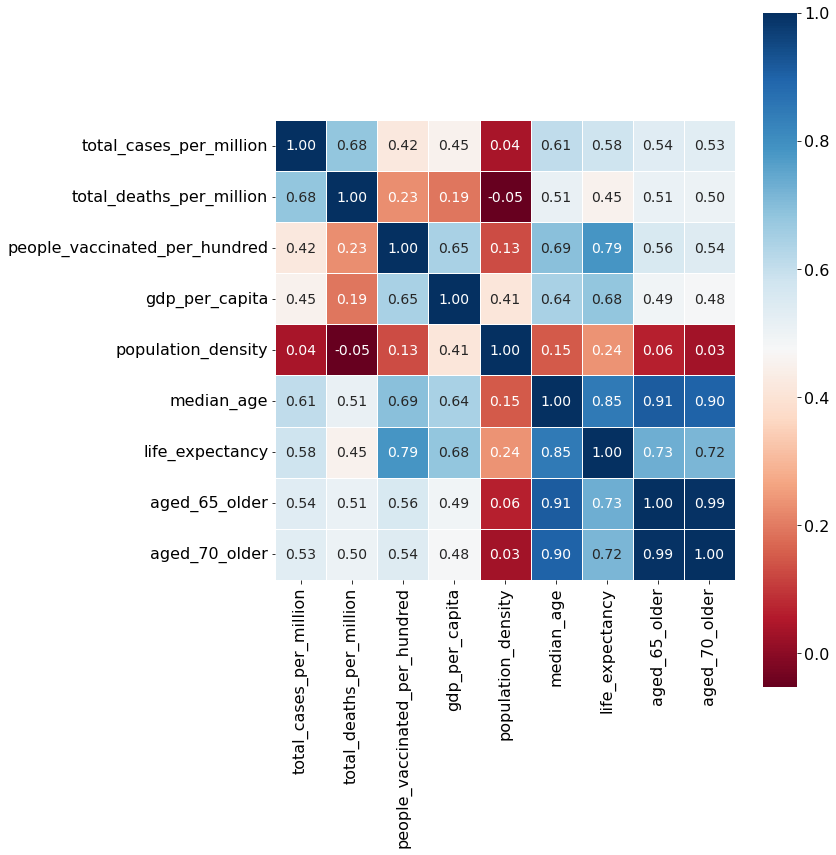 1.0
total_cases_per_million 1.00 0.68 0.42 0.45 0.04 0.61 0.58 0.54 0.53
total_deaths_per_million 0.68 1.00 0.23 0.19 -0.05 0.51 0.45 0.51 0.50
people_vaccinated_per_hundred 0.42 0.23 1.00 0.65 0.13 0.69 0.79 0.56 0.54
0.8
gdp_per_capita 0.45 0.19 0.65 1.00 0.41 0.64 0.68 0.49 0.48
0.6
population_density 0.04 -0.05 0.13 0.41 1.00 0.15 0.24 0.06 0.03
median_age 0.61 0.51 0.69 0.64 0.15 1.00 0.85 0.91 0.90
0.4
life_expectancy 0.58 0.45 0.79 0.68 0.24 0.85 1.00 0.73 0.72
aged_65_older 0.54 0.51 0.56 0.49 0.06 0.91 0.73 1.00 0.99
0.2
aged_70_older 0.53 0.50 0.54 0.48 0.03 0.90 0.72 0.99 1.00
0.0
total_cases_per_million
total_deaths_per_million
people_vaccinated_per_hundred
gdp_per_capita
population_density
median_age
life_expectancy
aged_65_older
aged_70_older